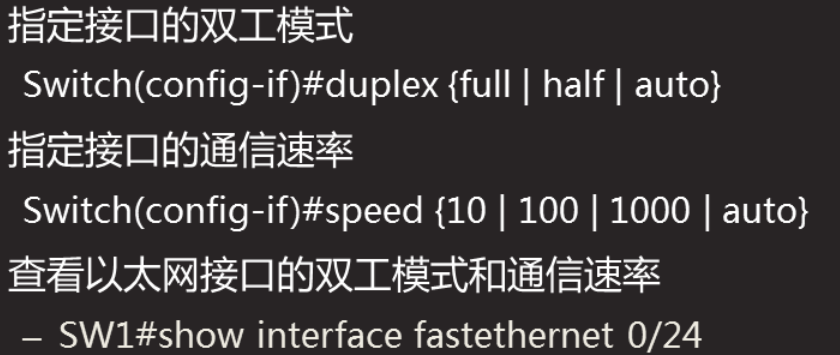 指定接口的双工模式
Switch(config-if)#duplex {full | half | auto}
指定接口的通信速率
Switch(config-if)#speed {10 | 100 | 1000 | auto}
查看以太网接口的双工模式和通信速率
– SW1#show interface fastethernet 0/24